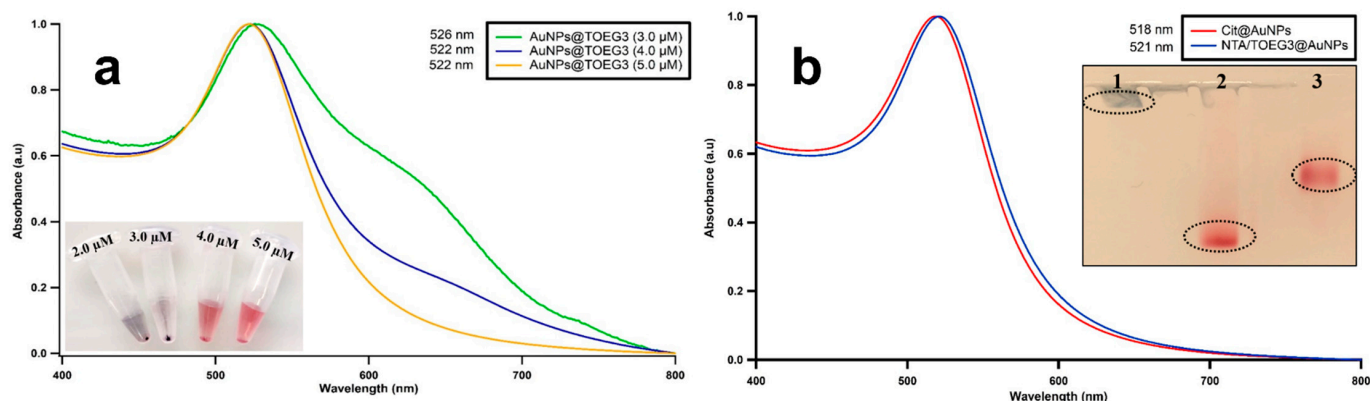 a
526 nm AuNPs@TOEG3 (3.0 µM)
522 nm AuNPs@TOEG3 (4.0 µM)
522 nm AuNPs@TOEG3 (5.0 µM)
1.0
0.8
0.6
0.4
0.2
0.0
Absorbance (a.u)
2.0 µM 3.0 µM 4.0 µM 5.0 µM
400 500 600 700 800
Wavelength (nm)
b
518 nm Cit@AuNPs
521 nm NTA/TOEG3@AuNPs
1 2 3
1.0
0.8
0.6
0.4
0.2
0.0
Absorbance (a.u)
400 500 600 700 800
Wavelength (nm)